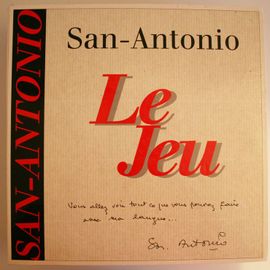 SAN-ANTONIO
San-Antonio
Le
Jeu
Vous allez voir tout ce que vous pouvez faire
avec ma langue...
San-Antonio